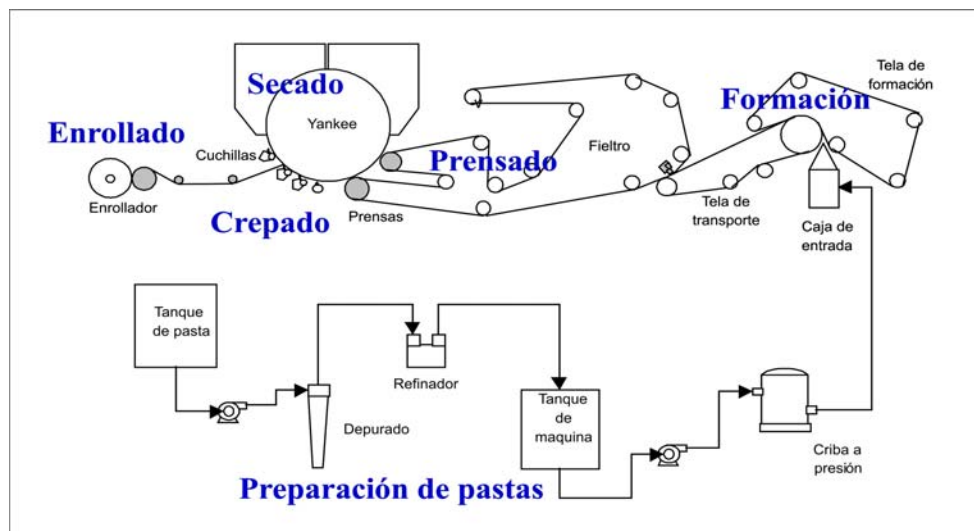 Secado
Yankee
Enrollado
Cuchillas
Enrollador
Crepado
Prensas
Prensado
Fieltro
Formación
Tela de
formación
Tela de
transporte
Caja de
entrada
Tanque
de pasta
Depurado
Refinador
Tanque
de
maquina
Criba a
presión
Preparación de pastas